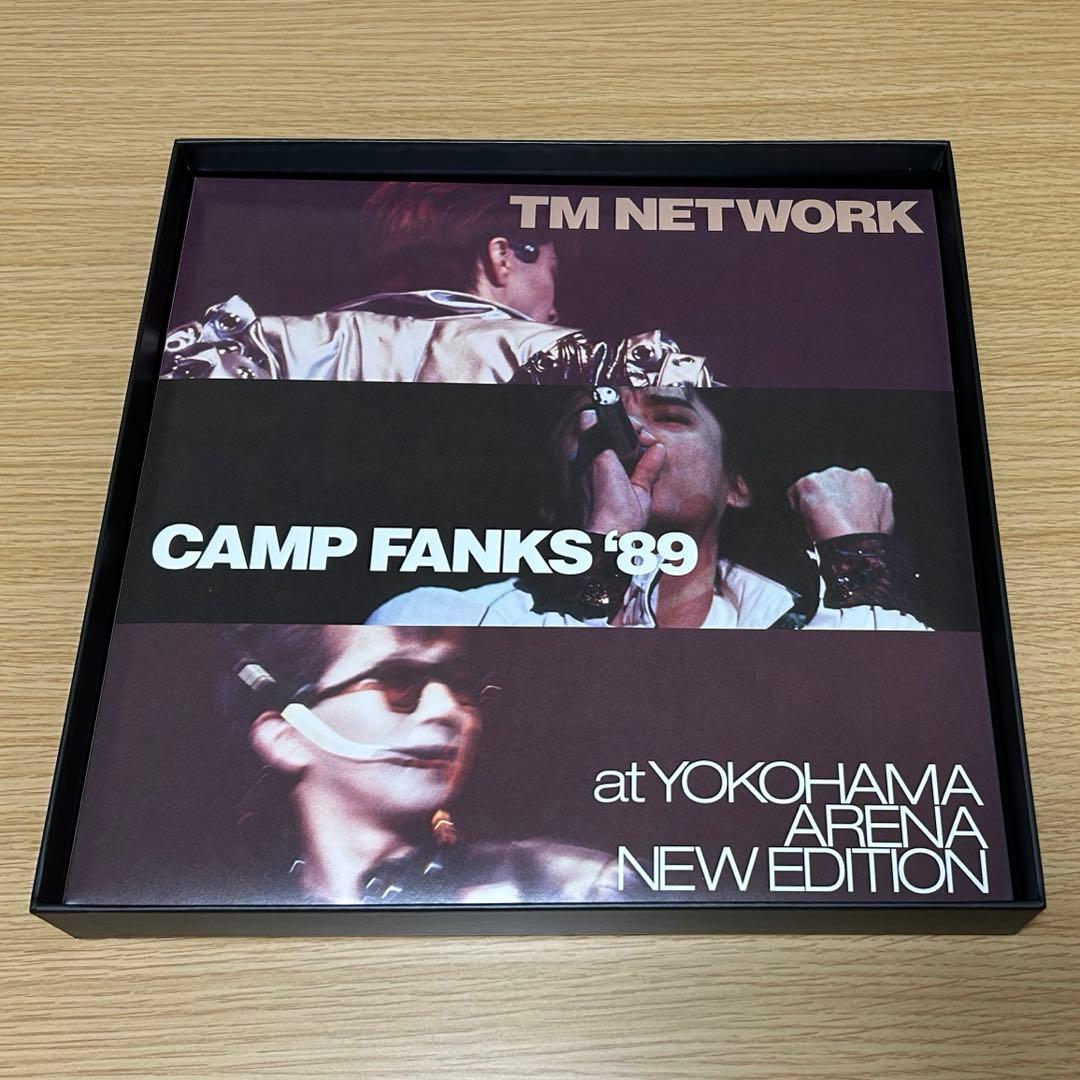 TM NETWORK
CAMP FANKS ‘89
at YOKOHAMA
ARENA
NEW EDITION